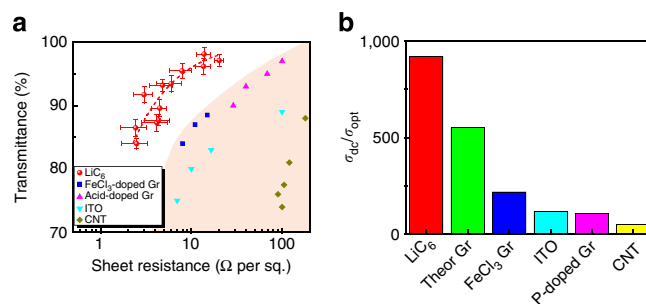 a
Transmittance (%)
100
90
80
70
LiC6
FeCl3-doped Gr
Acid-doped Gr
ITO
CNT
1
10
100
Sheet resistance (Ω per sq.)
b
σdc/σopt
1,000
500
0
LiC6
Theor Gr
FeCl3 Gr
ITO
P-doped Gr
CNT